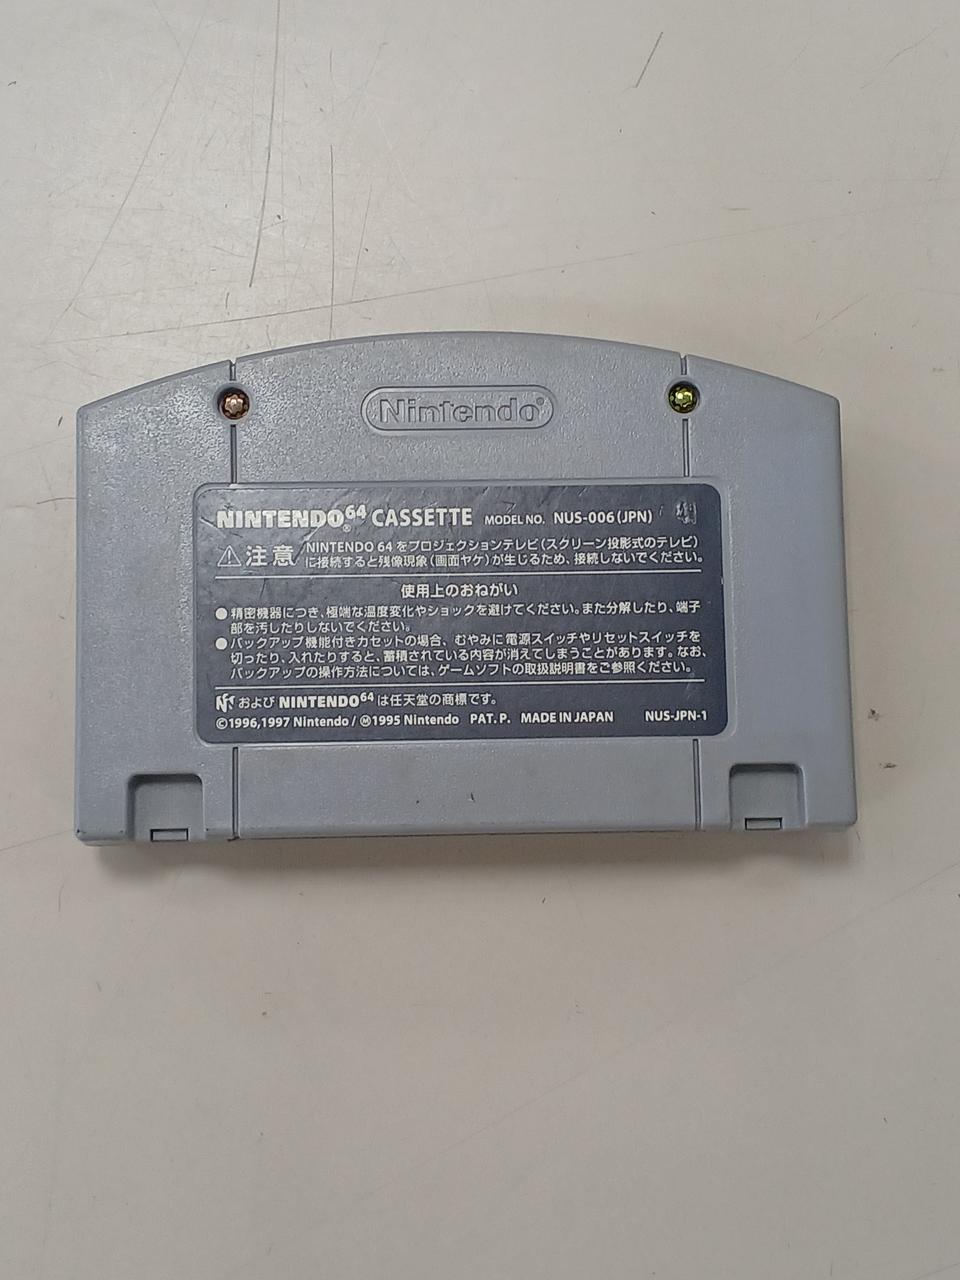 Nintendo®
NINTENDO64® CASSETTE MODEL NO. NUS-006(JPN)
⚠注意 NINTENDO 64をプロジェクションテレビ(スクリーン投影式のテレビ)
に接続すると残像現象(画面ヤケ)が生じるため、接続しないでください。
使用上のおねがい
●精密機器につき、極端な温度変化やショックを避けてください。また分解したり、端子
部を汚したりしないでください。
●バックアップ機能付きカセットの場合、むやみに電源スイッチやリセットスイッチを
切ったり、入れたりすると、蓄積されている内容が消えてしまうことがあります。なお、
バックアップの操作方法については、ゲームソフトの取扱説明書をご参照ください。
および NINTENDO64 は任天堂の商標です。
©1996,1997 Nintendo/Ⓜ1995 Nintendo PAT. P. MADE IN JAPAN NUS-JPN-1